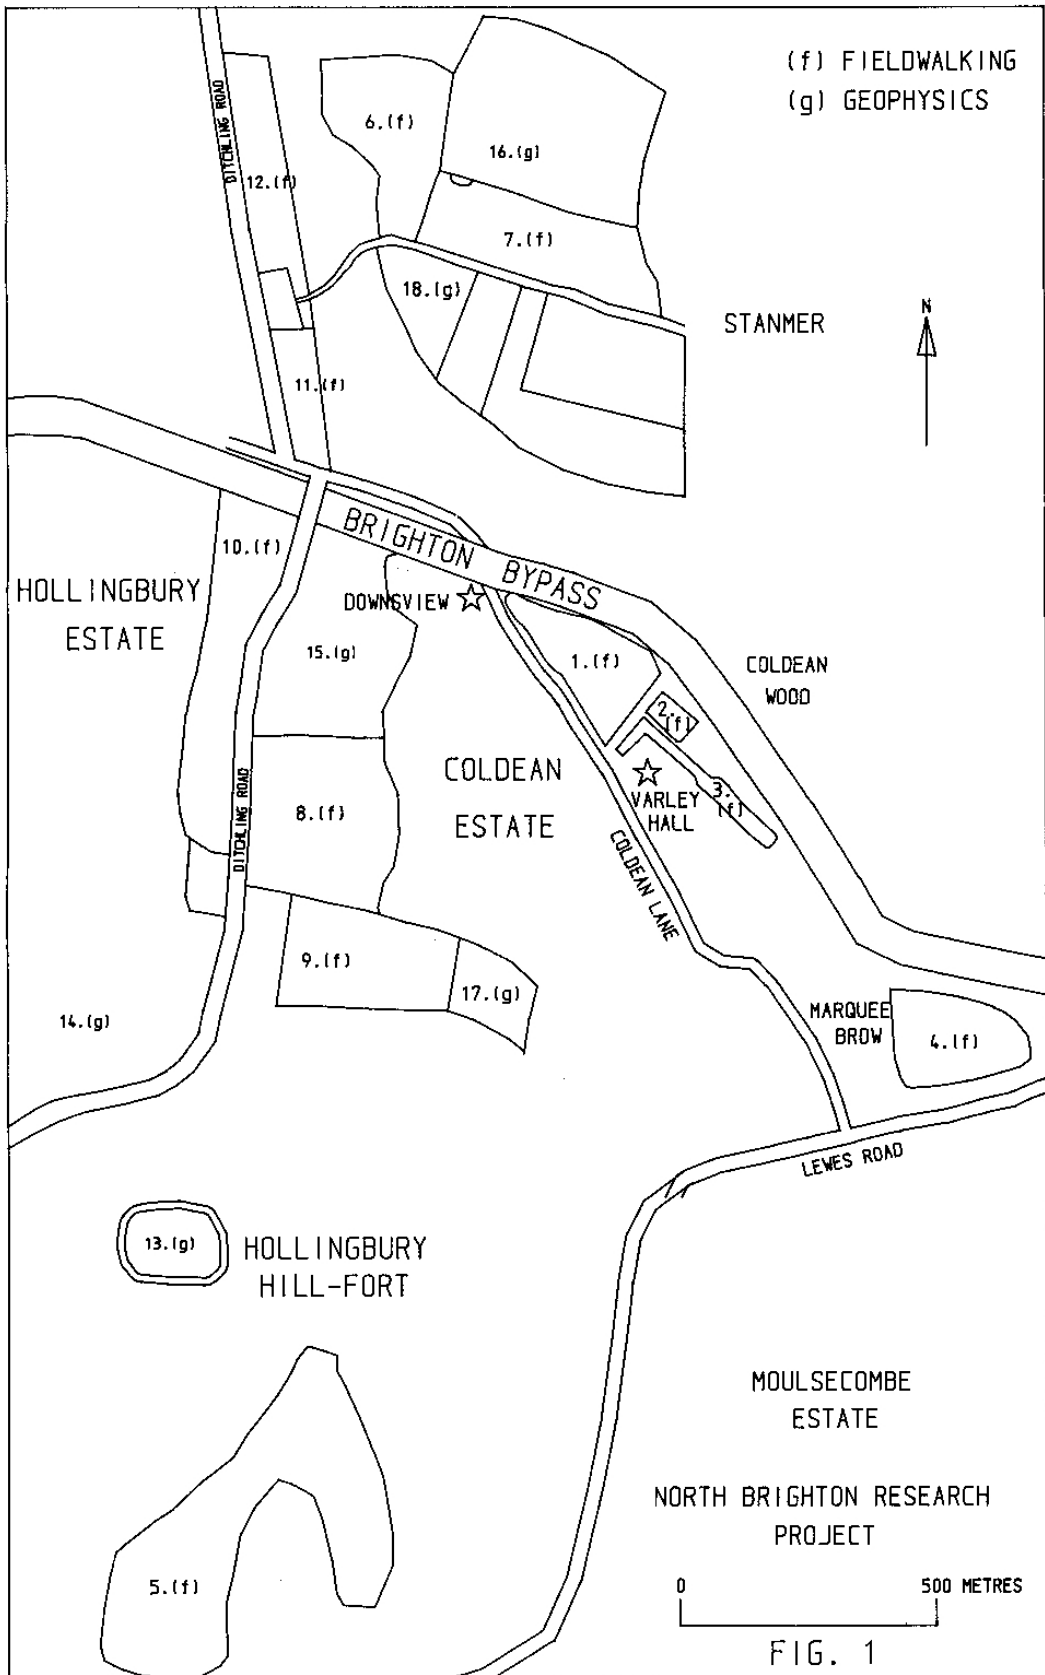 (f) FIELDWALKING
(g) GEOPHYSICS
DITCHLING ROAD
6.(f)
16.(g)
12.(f)
7.(f)
18.(g)
STANMER
N
11.(f)
BRIGHTON BYPASS
10.(f)
HOLLINGBURY
ESTATE
DOWNSVIEW
15.(g)
1.(f)
COLDEAN
WOOD
2.
(f)
COLDEAN
ESTATE
VARLEY
HALL
3.
(f)
DITCHLING ROAD
8.(f)
COLDEAN LANE
9.(f)
17.(g)
14.(g)
MARQUEE
BROW
4.(f)
LEWES ROAD
13.(g)
HOLLINGBURY
HILL-FORT
MOULSECOMBE
ESTATE
NORTH BRIGHTON RESEARCH
PROJECT
5.(f)
0 500 METRES
FIG. 1